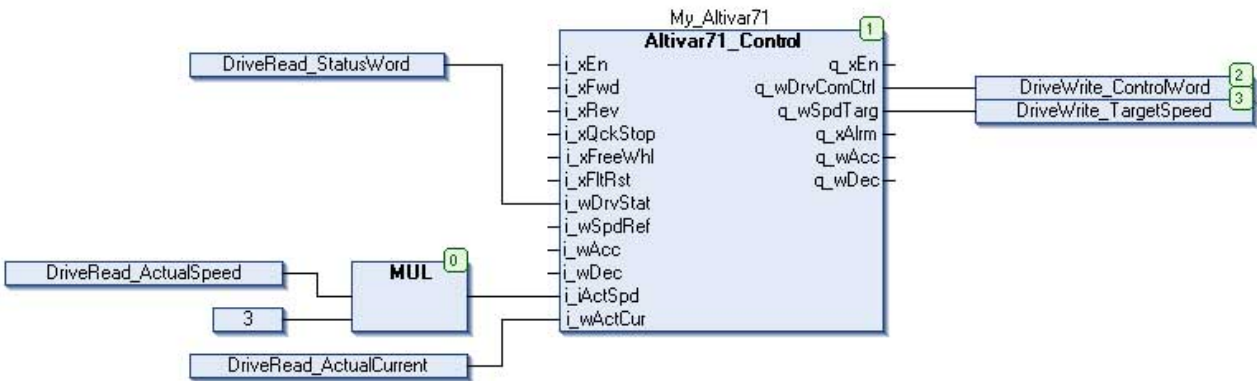 My_Altivar71
1
Altivar71_Control
DriveRead_StatusWord
i_xEn
q_xEn
i_xFwd
q_wDrvComCtrl
DriveWrite_ControlWord
2
i_xRev
q_wSpdTarg
DriveWrite_TargetSpeed
3
i_xQckStop
q_xAlrm
i_xFreeWhl
q_wAcc
i_xFltRst
q_wDec
i_wDrvStat
i_wSpdRef
i_wAcc
i_wDec
DriveRead_ActualSpeed
MUL
0
i_iActSpd
3
i_wActCur
DriveRead_ActualCurrent